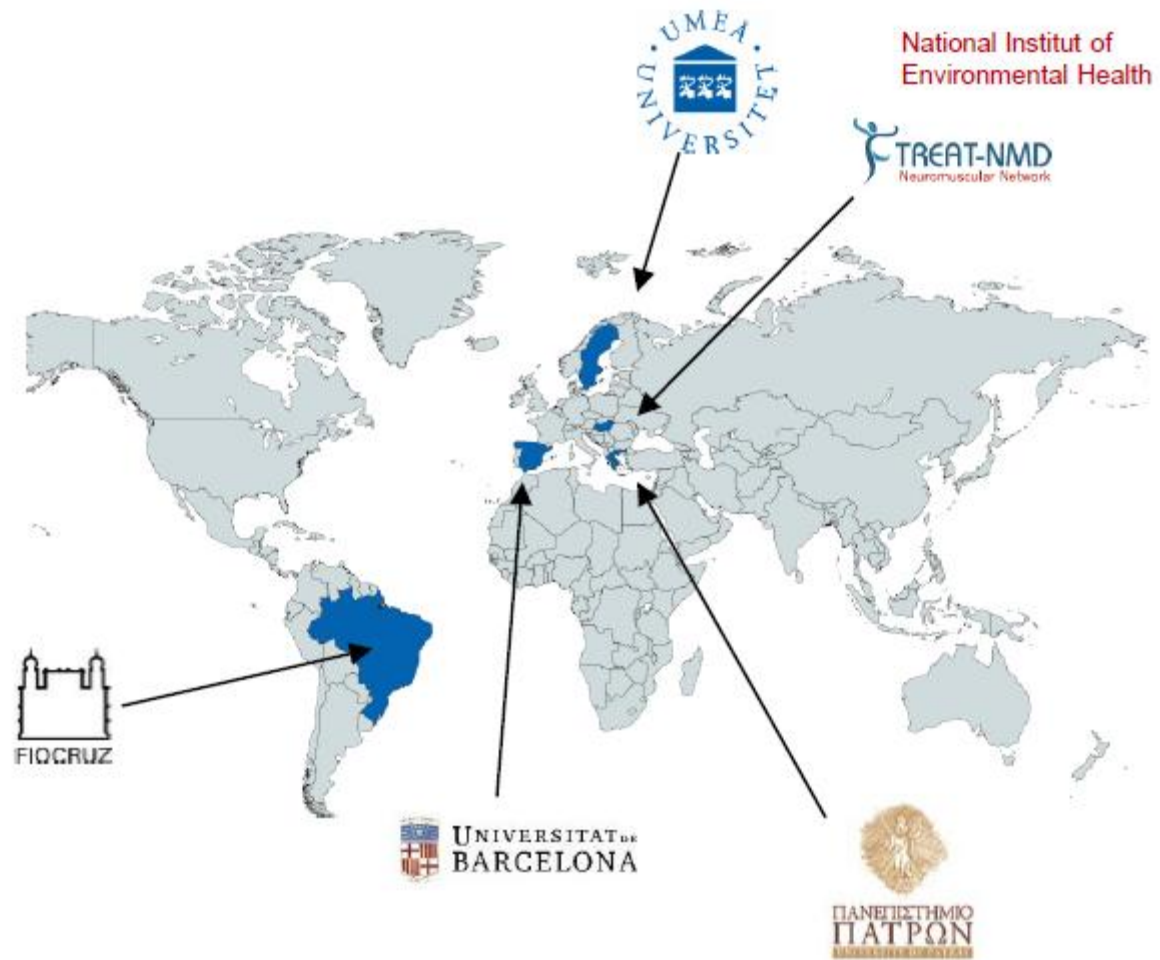 UMEÅ UNIVERSITET
National Institut of
Environmental Health
TREAT-NMD
Neuromuscular Network
FIOCRUZ
UNIVERSITAT DE
BARCELONA
ΠΑΝΕΠΙΣΤΗΜΙΟ
ΠΑΤΡΩΝ